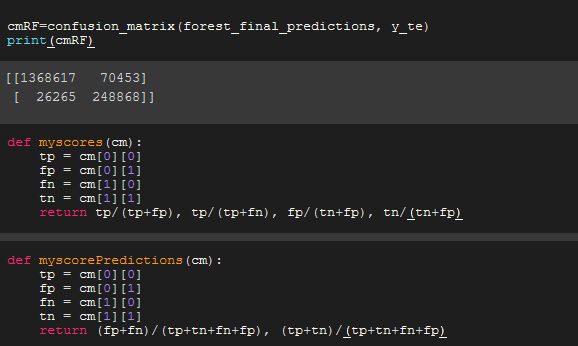 cmRF=confusion_matrix(forest_final_predictions, y_te)
print(cmRF)
[[1368617   70453]
 [  26265  248868]]
def myscores(cm):
    tp = cm[0][0]
    fp = cm[0][1]
    fn = cm[1][0]
    tn = cm[1][1]
    return tp/(tp+fp), tp/(tp+fn), fp/(tn+fp), tn/(tn+fp)
def myscorePredictions(cm):
    tp = cm[0][0]
    fp = cm[0][1]
    fn = cm[1][0]
    tn = cm[1][1]
    return (fp+fn)/(tp+tn+fn+fp), (tp+tn)/(tp+tn+fn+fp)